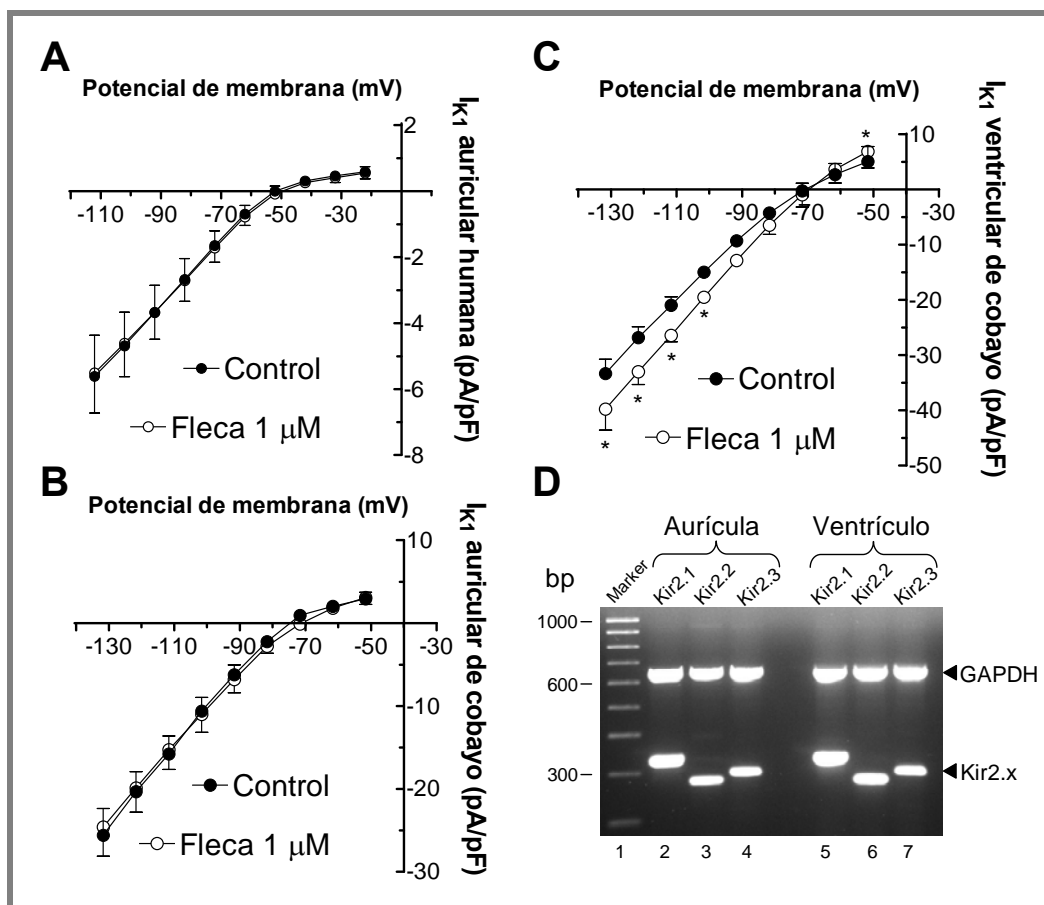 A
Potencial de membrana (mV)
-110 -90 -70 -50 -30
2
-2
-4
-6
-8
I K1 auricular humana (pA/pF)
Control
Fleca 1 μM
B
Potencial de membrana (mV)
-130 -110 -90 -70 -50
10
-10
-20
-30
I K1 auricular de cobayo (pA/pF)
Control
Fleca 1 μM
C
Potencial de membrana (mV)
-130 -110 -90 -70 -50
10
-10
-20
-30
-40
-50
I K1 ventricular de cobayo (pA/pF)
* * * * *
Control
Fleca 1 μM
D
Aurícula Ventrículo
bp Marker Kir2.1 Kir2.2 Kir2.3 Kir2.1 Kir2.2 Kir2.3
1000
600
300
GAPDH
Kir2.x
1 2 3 4 5 6 7